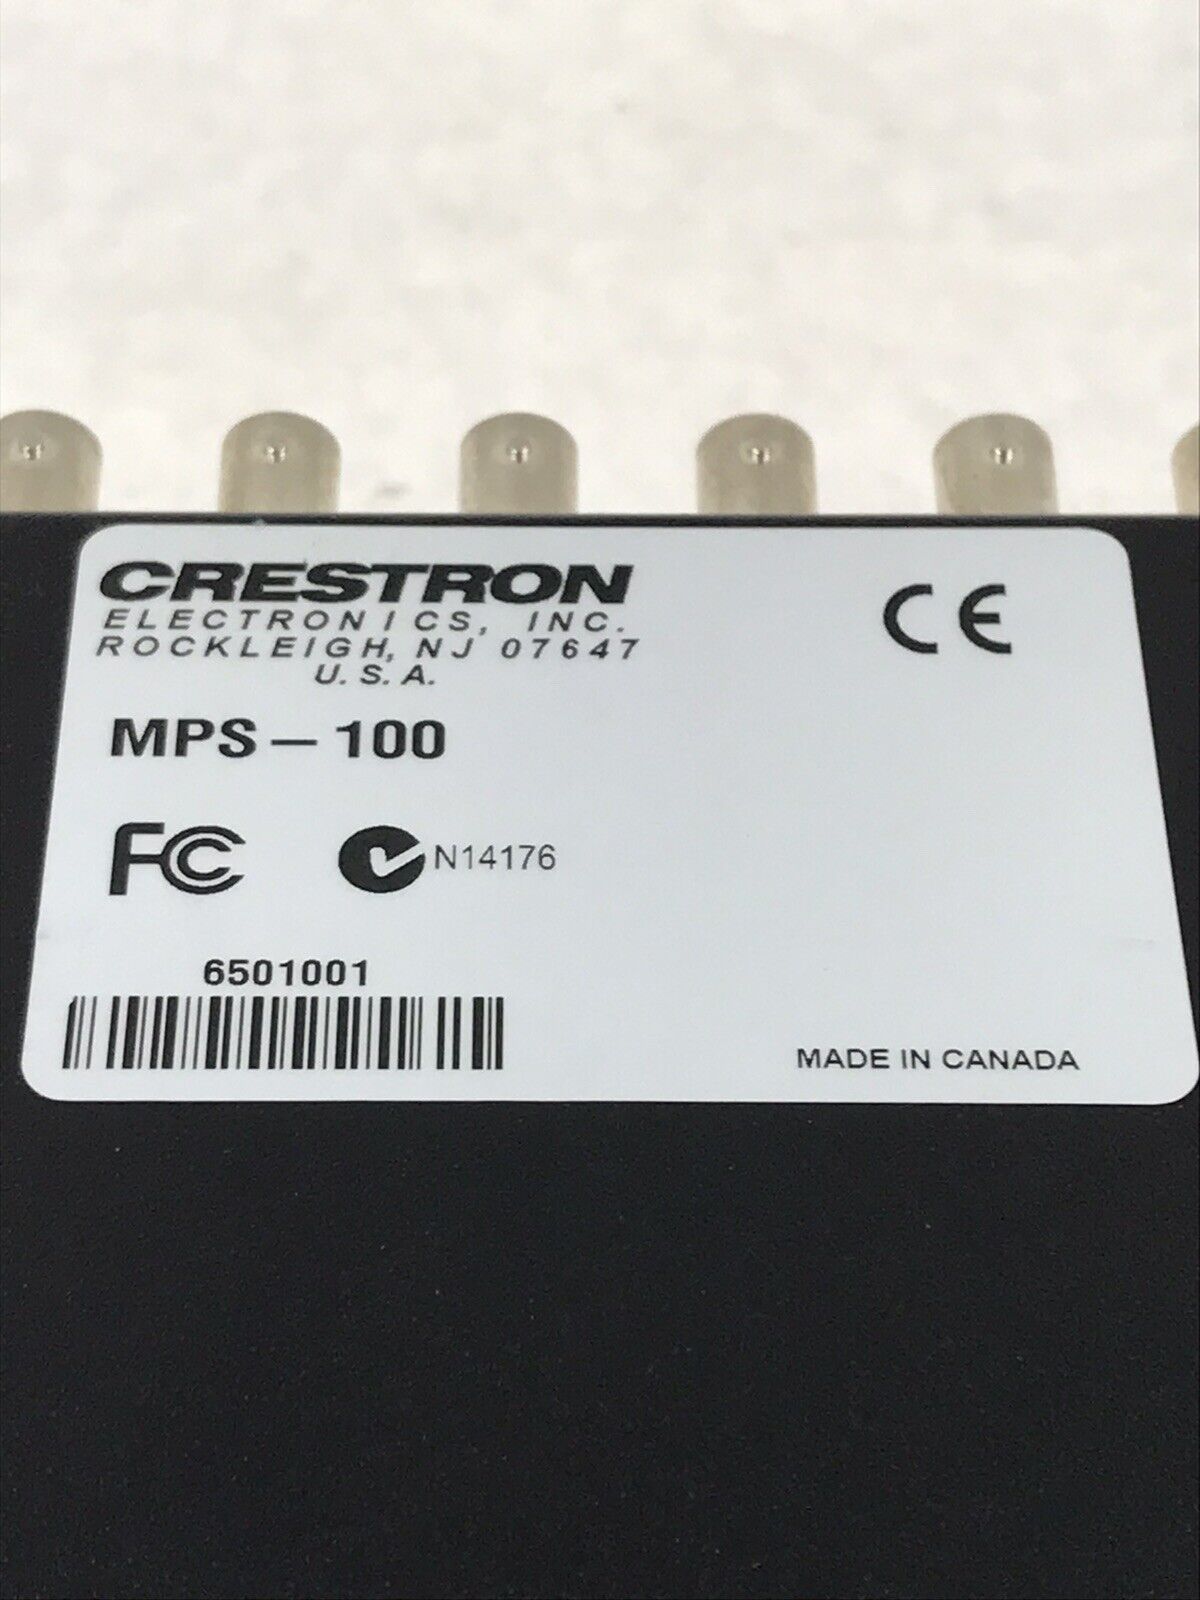 CRESTRON
ELECTRONICS, INC.
ROCKLEIGH, NJ 07647
U.S.A.
CE
MPS-100
FC
N14176
6501001
MADE IN CANADA